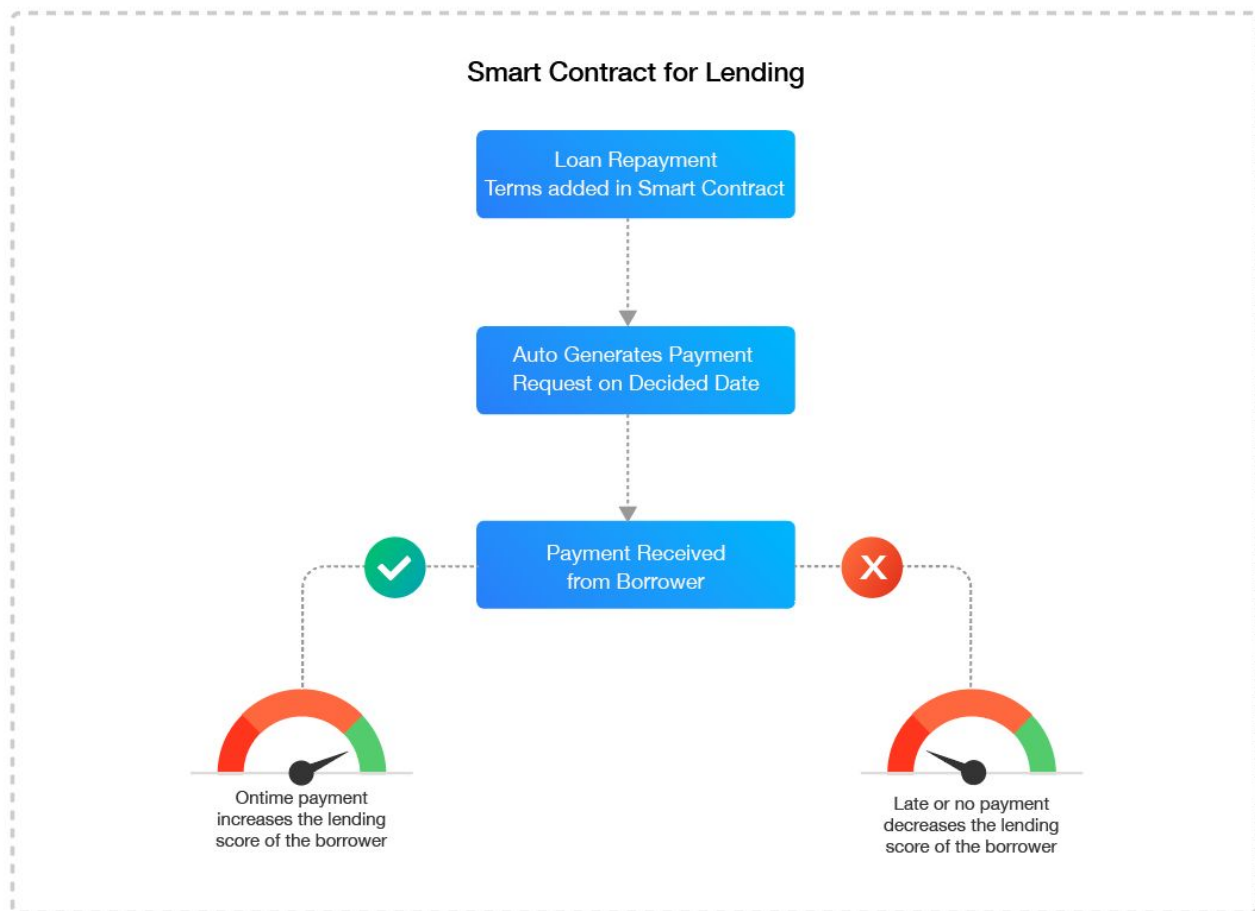 Smart Contract for Lending
Loan Repayment
Terms added in Smart Contract
Auto Generates Payment
Request on Decided Date
Payment Received
from Borrower
Ontime payment
increases the lending
score of the borrower
Late or no payment
decreases the lending
score of the borrower